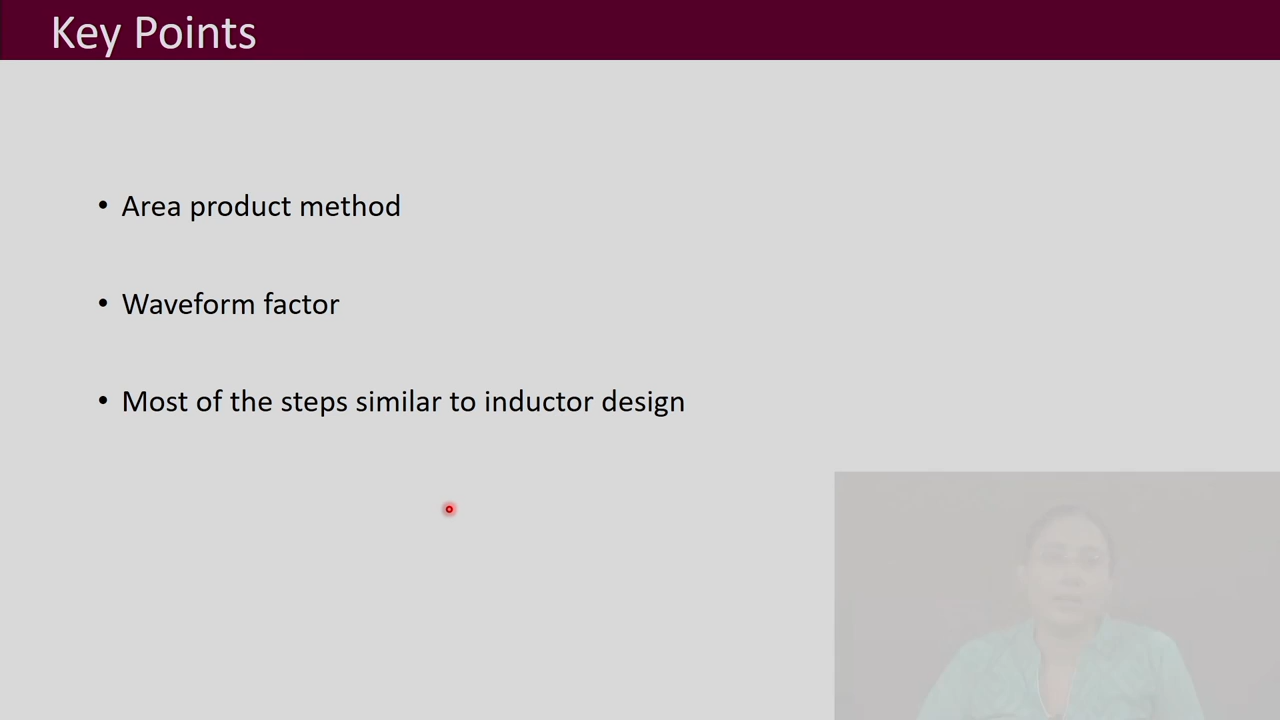 Key Points
• Area product method
• Waveform factor
• Most of the steps similar to inductor design